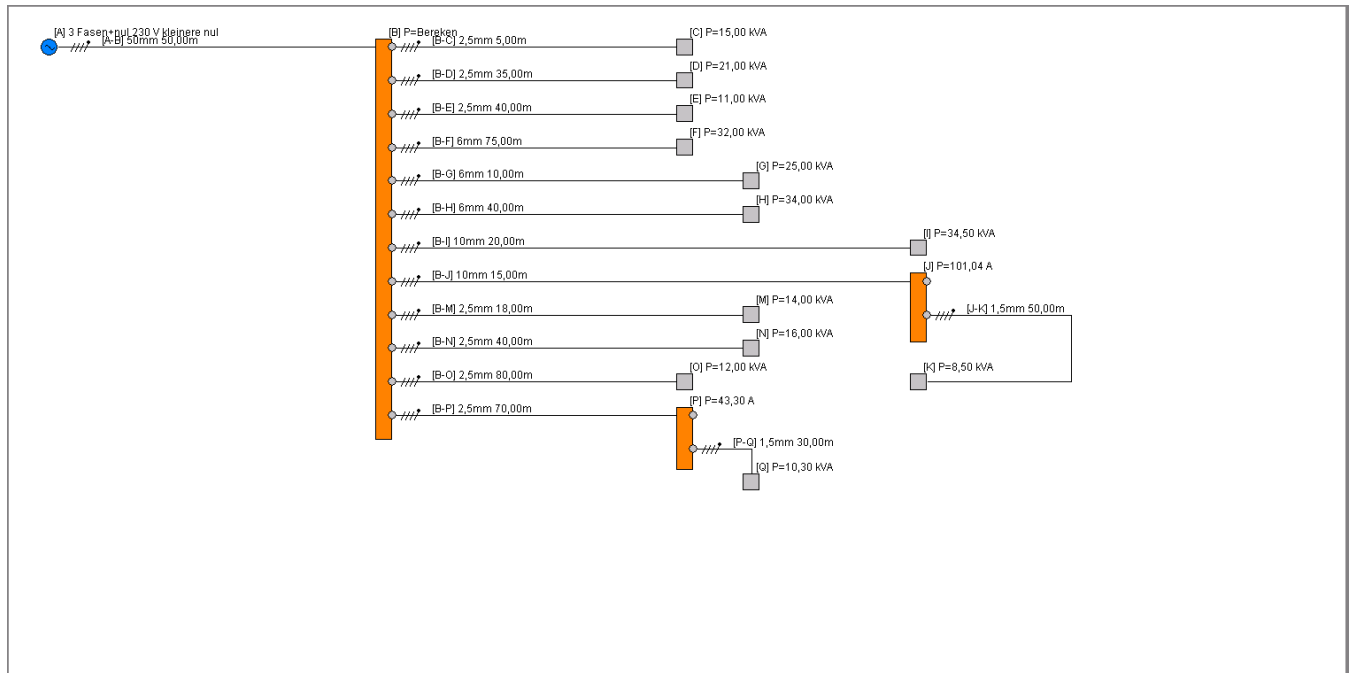 [A] 3 Fasen+nul 230 V kleinere nul
[A-B] 50mm 50,00m
[B] P=Bereken
[B-C] 2,5mm 5,00m
[C] P=15,00 kVA
[B-D] 2,5mm 35,00m
[D] P=21,00 kVA
[B-E] 2,5mm 40,00m
[E] P=11,00 kVA
[B-F] 6mm 75,00m
[F] P=32,00 kVA
[B-G] 6mm 10,00m
[G] P=25,00 kVA
[B-H] 6mm 40,00m
[H] P=34,00 kVA
[B-I] 10mm 20,00m
[I] P=34,50 kVA
[B-J] 10mm 15,00m
[J] P=101,04 A
[B-M] 2,5mm 18,00m
[M] P=14,00 kVA
[J-K] 1,5mm 50,00m
[B-N] 2,5mm 40,00m
[N] P=16,00 kVA
[B-O] 2,5mm 80,00m
[O] P=12,00 kVA
[K] P=8,50 kVA
[B-P] 2,5mm 70,00m
[P] P=43,30 A
[P-Q] 1,5mm 30,00m
[Q] P=10,30 kVA